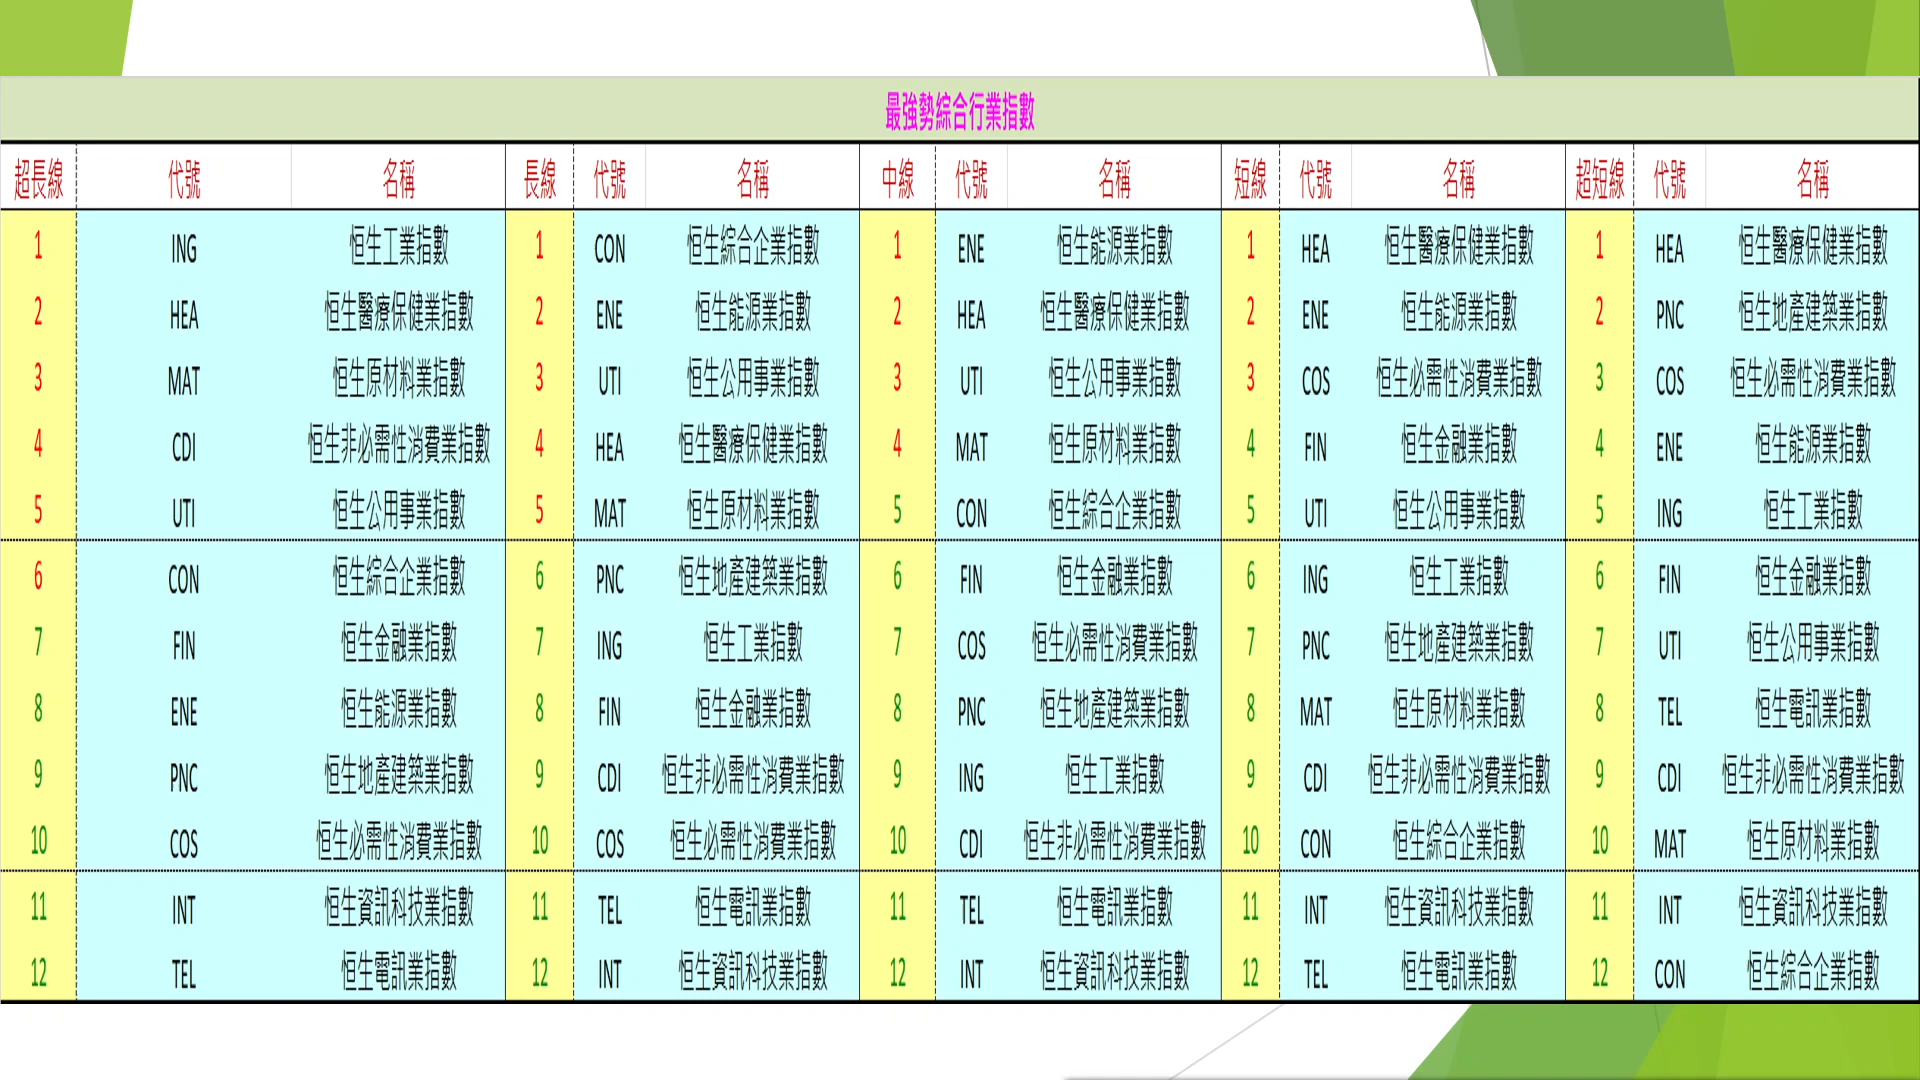 最強勢綜合行業指數
超長線 代號 名稱 長線 代號 名稱 中線 代號 名稱 短線 代號 名稱 超短線 代號 名稱
1 ING 恒生工業指數 1 CON 恒生綜合企業指數 1 ENE 恒生能源業指數 1 HEA 恒生醫療保健業指數 1 HEA 恒生醫療保健業指數
2 HEA 恒生醫療保健業指數 2 ENE 恒生能源業指數 2 HEA 恒生醫療保健業指數 2 ENE 恒生能源業指數 2 PNC 恒生地產建築業指數
3 MAT 恒生原材料業指數 3 UTI 恒生公用事業指數 3 UTI 恒生公用事業指數 3 COS 恒生必需性消費業指數 3 COS 恒生必需性消費業指數
4 CDI 恒生非必需性消費業指數 4 HEA 恒生醫療保健業指數 4 MAT 恒生原材料業指數 4 FIN 恒生金融業指數 4 ENE 恒生能源業指數
5 UTI 恒生公用事業指數 5 MAT 恒生原材料業指數 5 CON 恒生綜合企業指數 5 UTI 恒生公用事業指數 5 ING 恒生工業指數
6 CON 恒生綜合企業指數 6 PNC 恒生地產建築業指數 6 FIN 恒生金融業指數 6 ING 恒生工業指數 6 FIN 恒生金融業指數
7 FIN 恒生金融業指數 7 ING 恒生工業指數 7 COS 恒生必需性消費業指數 7 PNC 恒生地產建築業指數 7 UTI 恒生公用事業指數
8 ENE 恒生能源業指數 8 FIN 恒生金融業指數 8 PNC 恒生地產建築業指數 8 MAT 恒生原材料業指數 8 TEL 恒生電訊業指數
9 PNC 恒生地產建築業指數 9 CDI 恒生非必需性消費業指數 9 ING 恒生工業指數 9 CDI 恒生非必需性消費業指數 9 CDI 恒生非必需性消費業指數
10 COS 恒生必需性消費業指數 10 COS 恒生必需性消費業指數 10 CDI 恒生非必需性消費業指數 10 CON 恒生綜合企業指數 10 MAT 恒生原材料業指數
11 INT 恒生資訊科技業指數 11 TEL 恒生電訊業指數 11 TEL 恒生電訊業指數 11 INT 恒生資訊科技業指數 11 INT 恒生資訊科技業指數
12 TEL 恒生電訊業指數 12 INT 恒生資訊科技業指數 12 INT 恒生資訊科技業指數 12 TEL 恒生電訊業指數 12 CON 恒生綜合企業指數